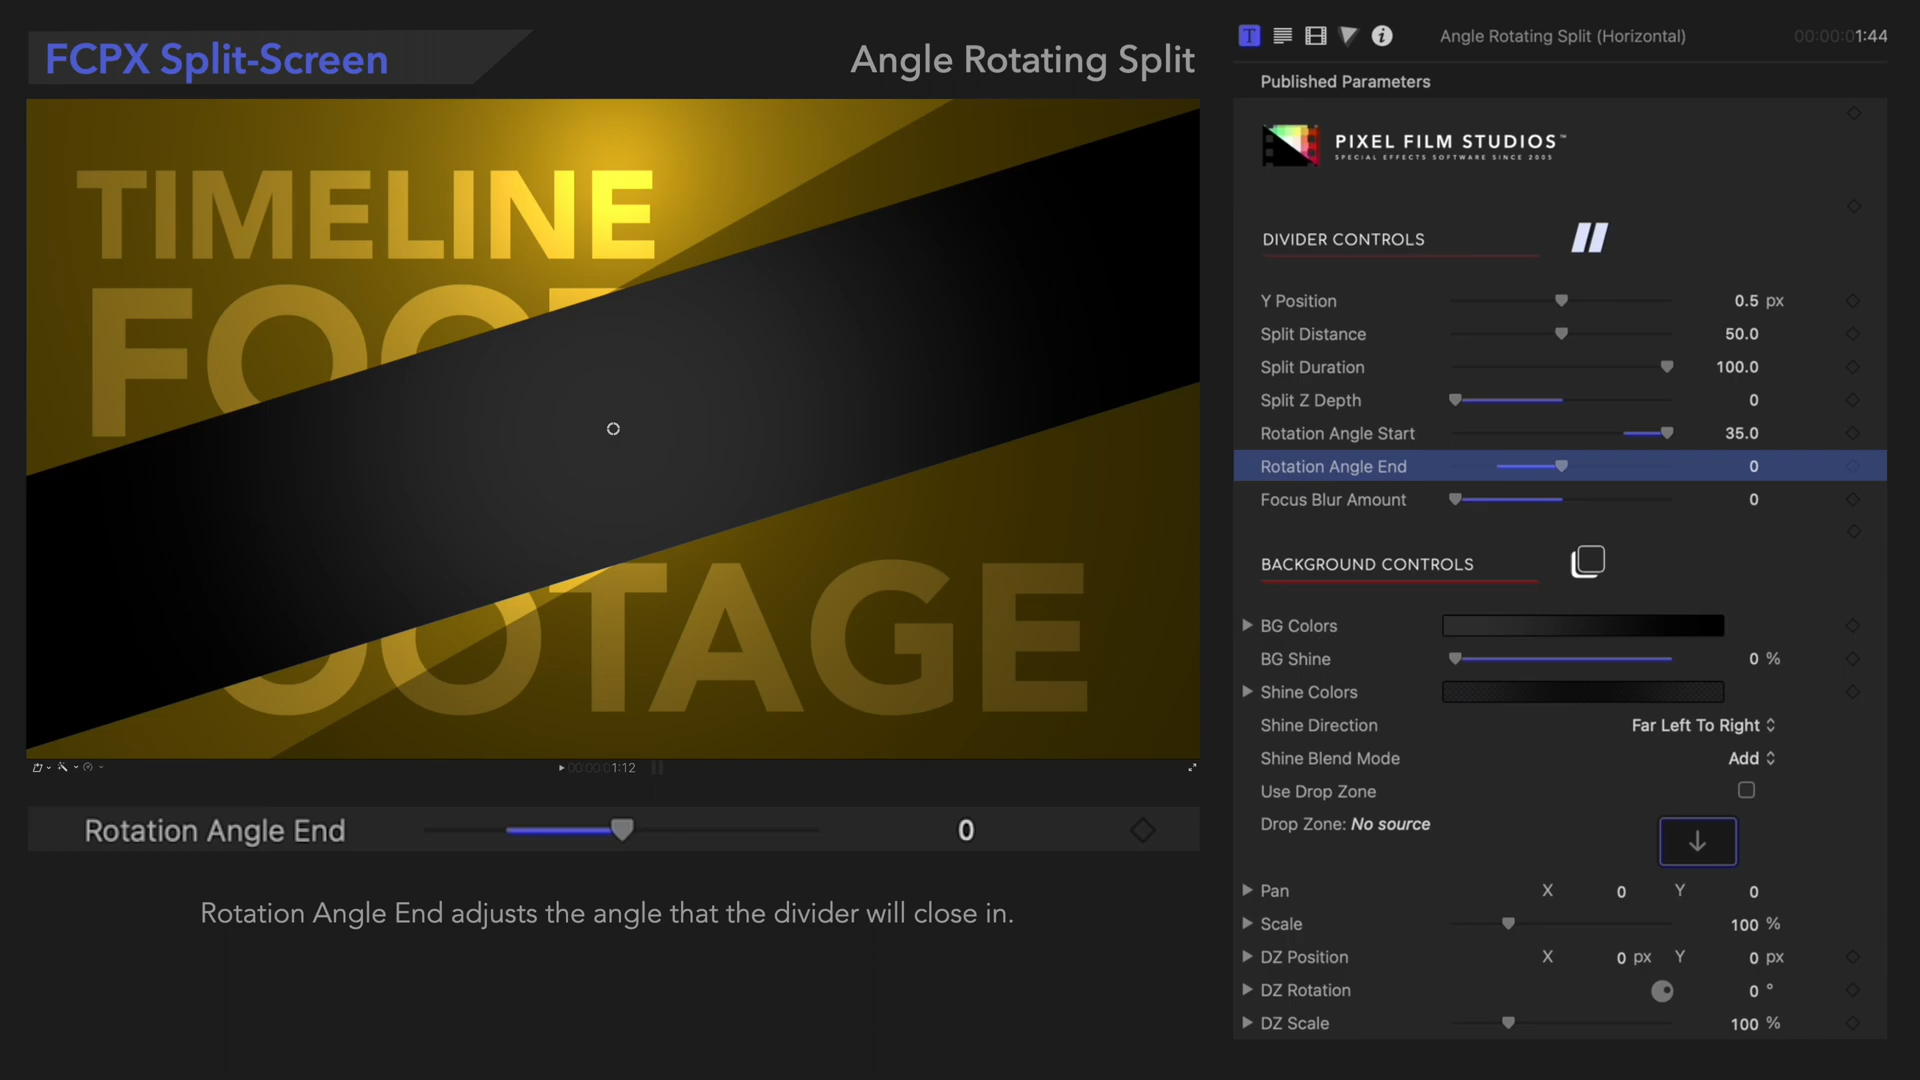 FCPX Split-Screen
Angle Rotating Split
TIMELINE
FOOT
OOTAGE
00:00:01:12
Rotation Angle End 0
Rotation Angle End adjusts the angle that the divider will close in.
T
Angle Rotating Split (Horizontal) 00:00:01:44
Published Parameters
PIXEL FILM STUDIOS™
SPECIAL EFFECTS SOFTWARE SINCE 2005
DIVIDER CONTROLS
Y Position 0.5 px
Split Distance 50.0
Split Duration 100.0
Split Z Depth 0
Rotation Angle Start 35.0
Rotation Angle End 0
Focus Blur Amount 0
BACKGROUND CONTROLS
BG Colors
BG Shine 0 %
Shine Colors
Shine Direction Far Left To Right
Shine Blend Mode Add
Use Drop Zone
Drop Zone: No source
Pan X 0 Y 0
Scale 100 %
DZ Position X 0 px Y 0 px
DZ Rotation 0 °
DZ Scale 100 %